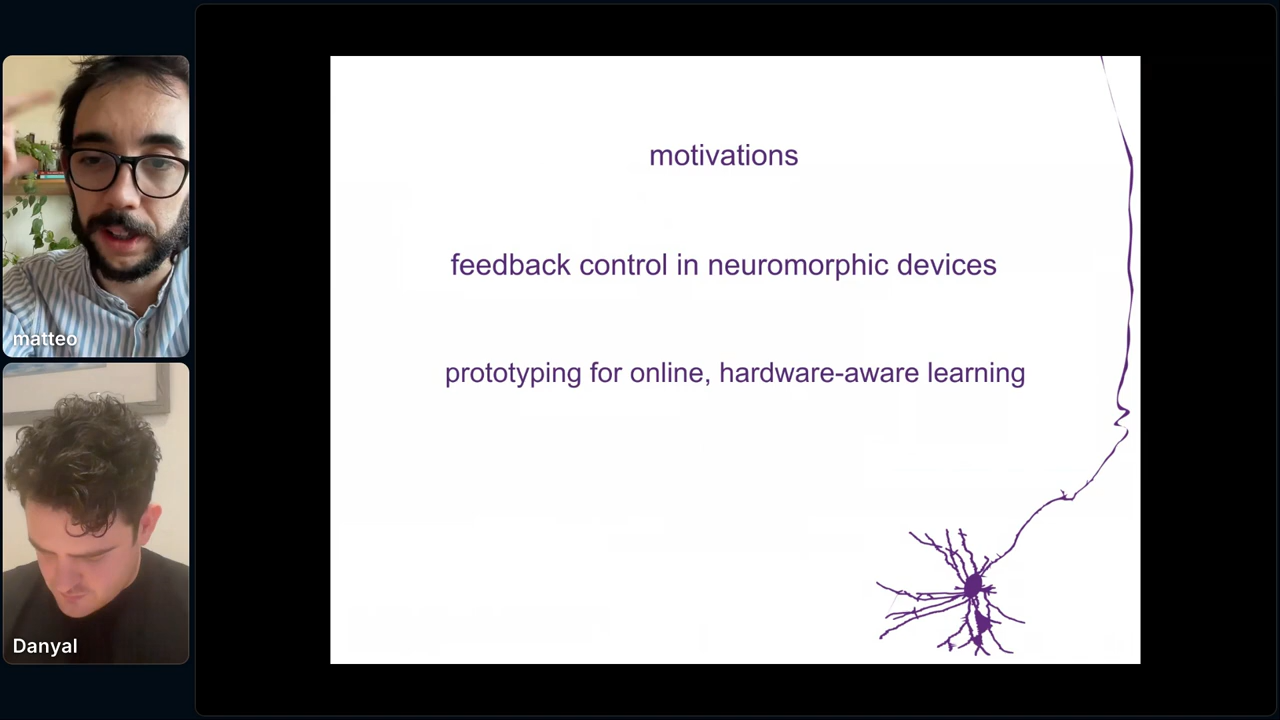 motivations
feedback control in neuromorphic devices
prototyping for online, hardware-aware learning
matteo
Danyal